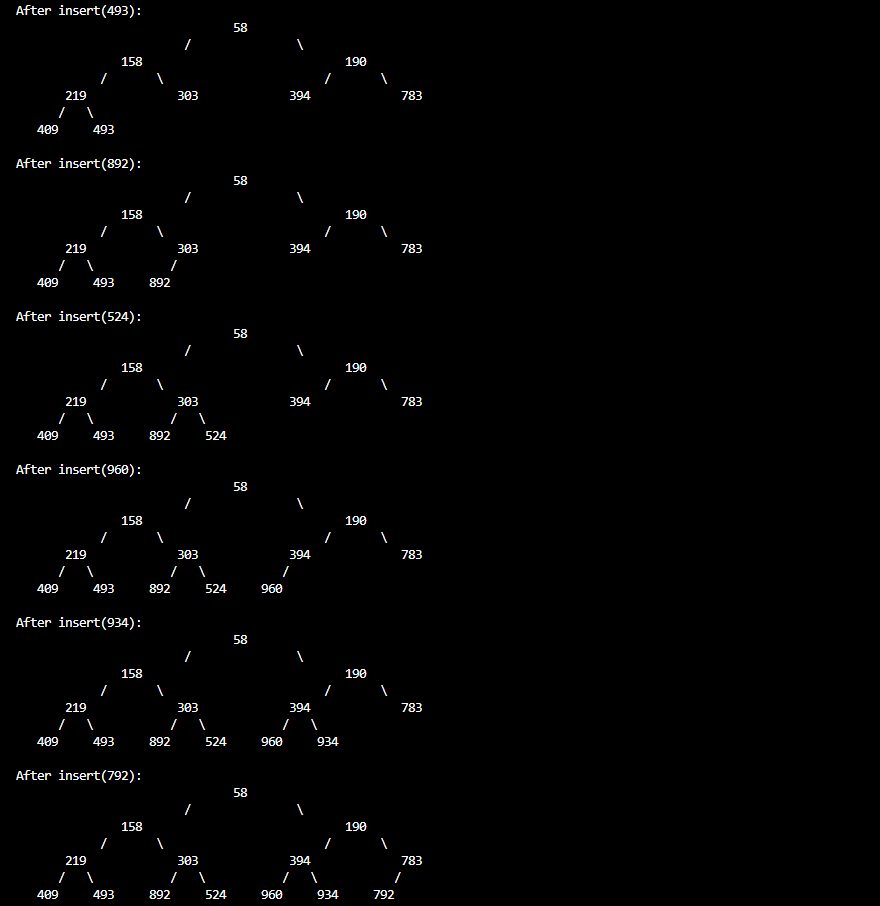 After insert(493):
58
/ \
158 190
/ \ / \
219 303 394 783
/ \
409 493
After insert(892):
58
/ \
158 190
/ \ / \
219 303 394 783
/ \ /
409 493 892
After insert(524):
58
/ \
158 190
/ \ / \
219 303 394 783
/ \ / \
409 493 892 524
After insert(960):
58
/ \
158 190
/ \ / \
219 303 394 783
/ \ / \ /
409 493 892 524 960
After insert(934):
58
/ \
158 190
/ \ / \
219 303 394 783
/ \ / \ / \
409 493 892 524 960 934
After insert(792):
58
/ \
158 190
/ \ / \
219 303 394 783
/ \ / \ / \ /
409 493 892 524 960 934 792